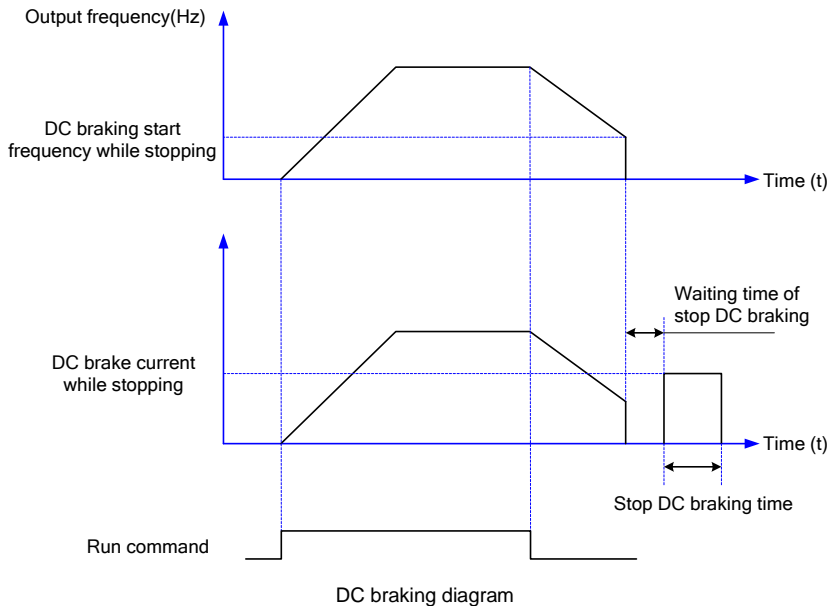 Output frequency(Hz)
DC braking start
frequency while stopping
Time (t)
Waiting time of
stop DC braking
DC brake current
while stopping
Time (t)
Stop DC braking time
Run command
DC braking diagram